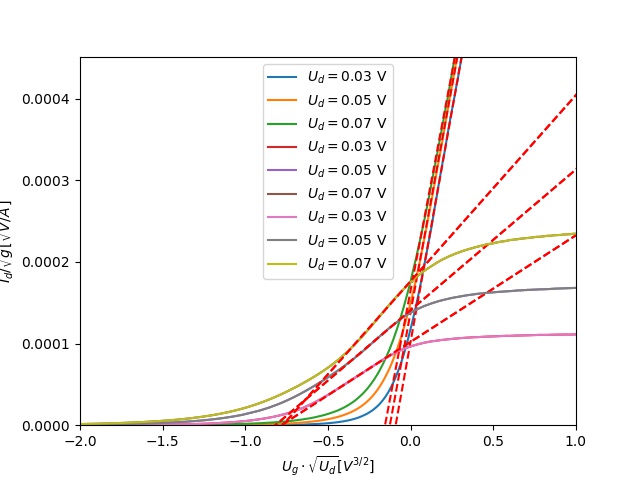 0.0004
0.0003
0.0002
0.0001
0.0000
I_d/√g[√V/A]
U_d = 0.03 V
U_d = 0.05 V
U_d = 0.07 V
U_d = 0.03 V
U_d = 0.05 V
U_d = 0.07 V
U_d = 0.03 V
U_d = 0.05 V
U_d = 0.07 V
−2.0 −1.5 −1.0 −0.5 0.0 0.5 1.0
U_g · √U_d[V^{3/2}]